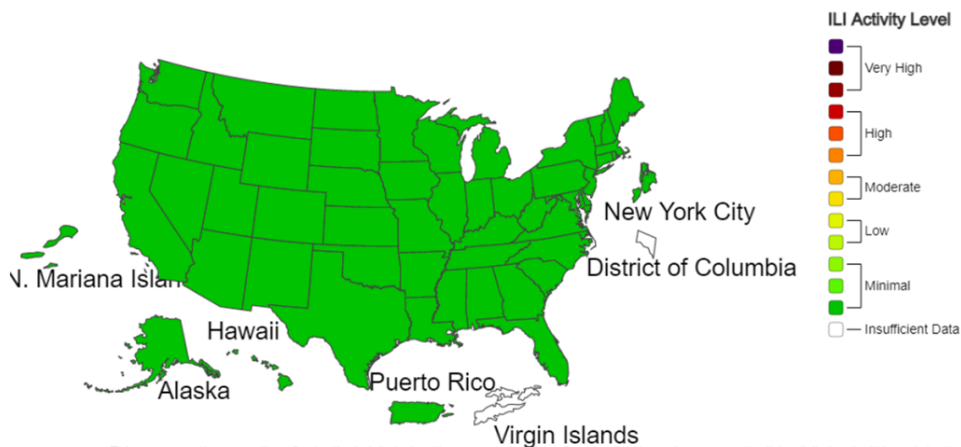 ILI Activity Level
Very High
High
Moderate
Low
Minimal
Insufficient Data
New York City
District of Columbia
N. Mariana
Hawaii
Alaska
Puerto Rico
Virgin Islands